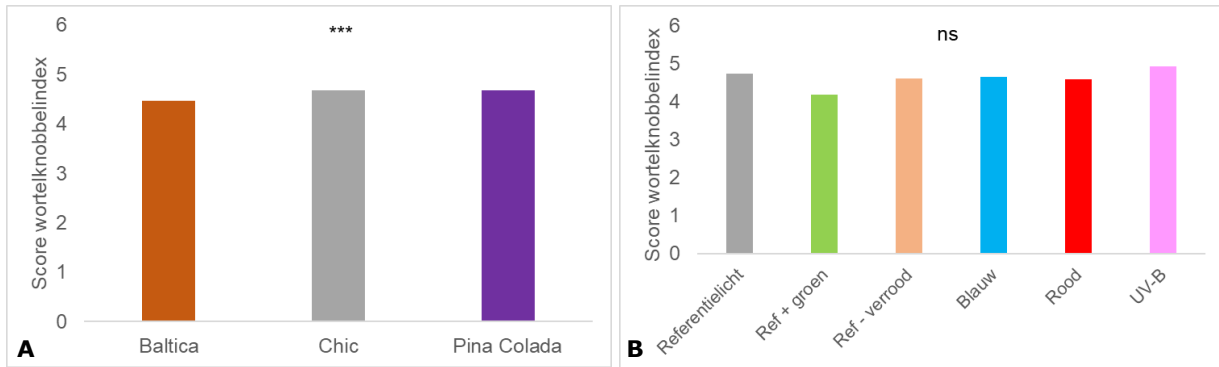 Score wortelknobbelindex
6
5
4
3
2
1
0
***
Baltica
Chic
Pina Colada
A
Score wortelknobbelindex
6
5
4
3
2
1
0
ns
Referentielicht
Ref + groen
Ref - verrood
Blauw
Rood
UV-B
B